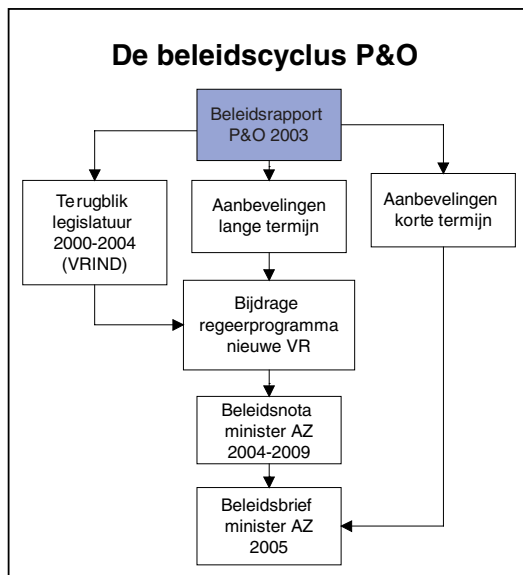 De beleidscyclus P&O
Beleidsrapport
P&O 2003
Terugblik
legislatuur
2000-2004
(VRIND)
Aanbevelingen
lange termijn
Aanbevelingen
korte termijn
Bijdrage
regeerprogramma
nieuwe VR
Beleidsnota
minister AZ
2004-2009
Beleidsbrief
minister AZ
2005